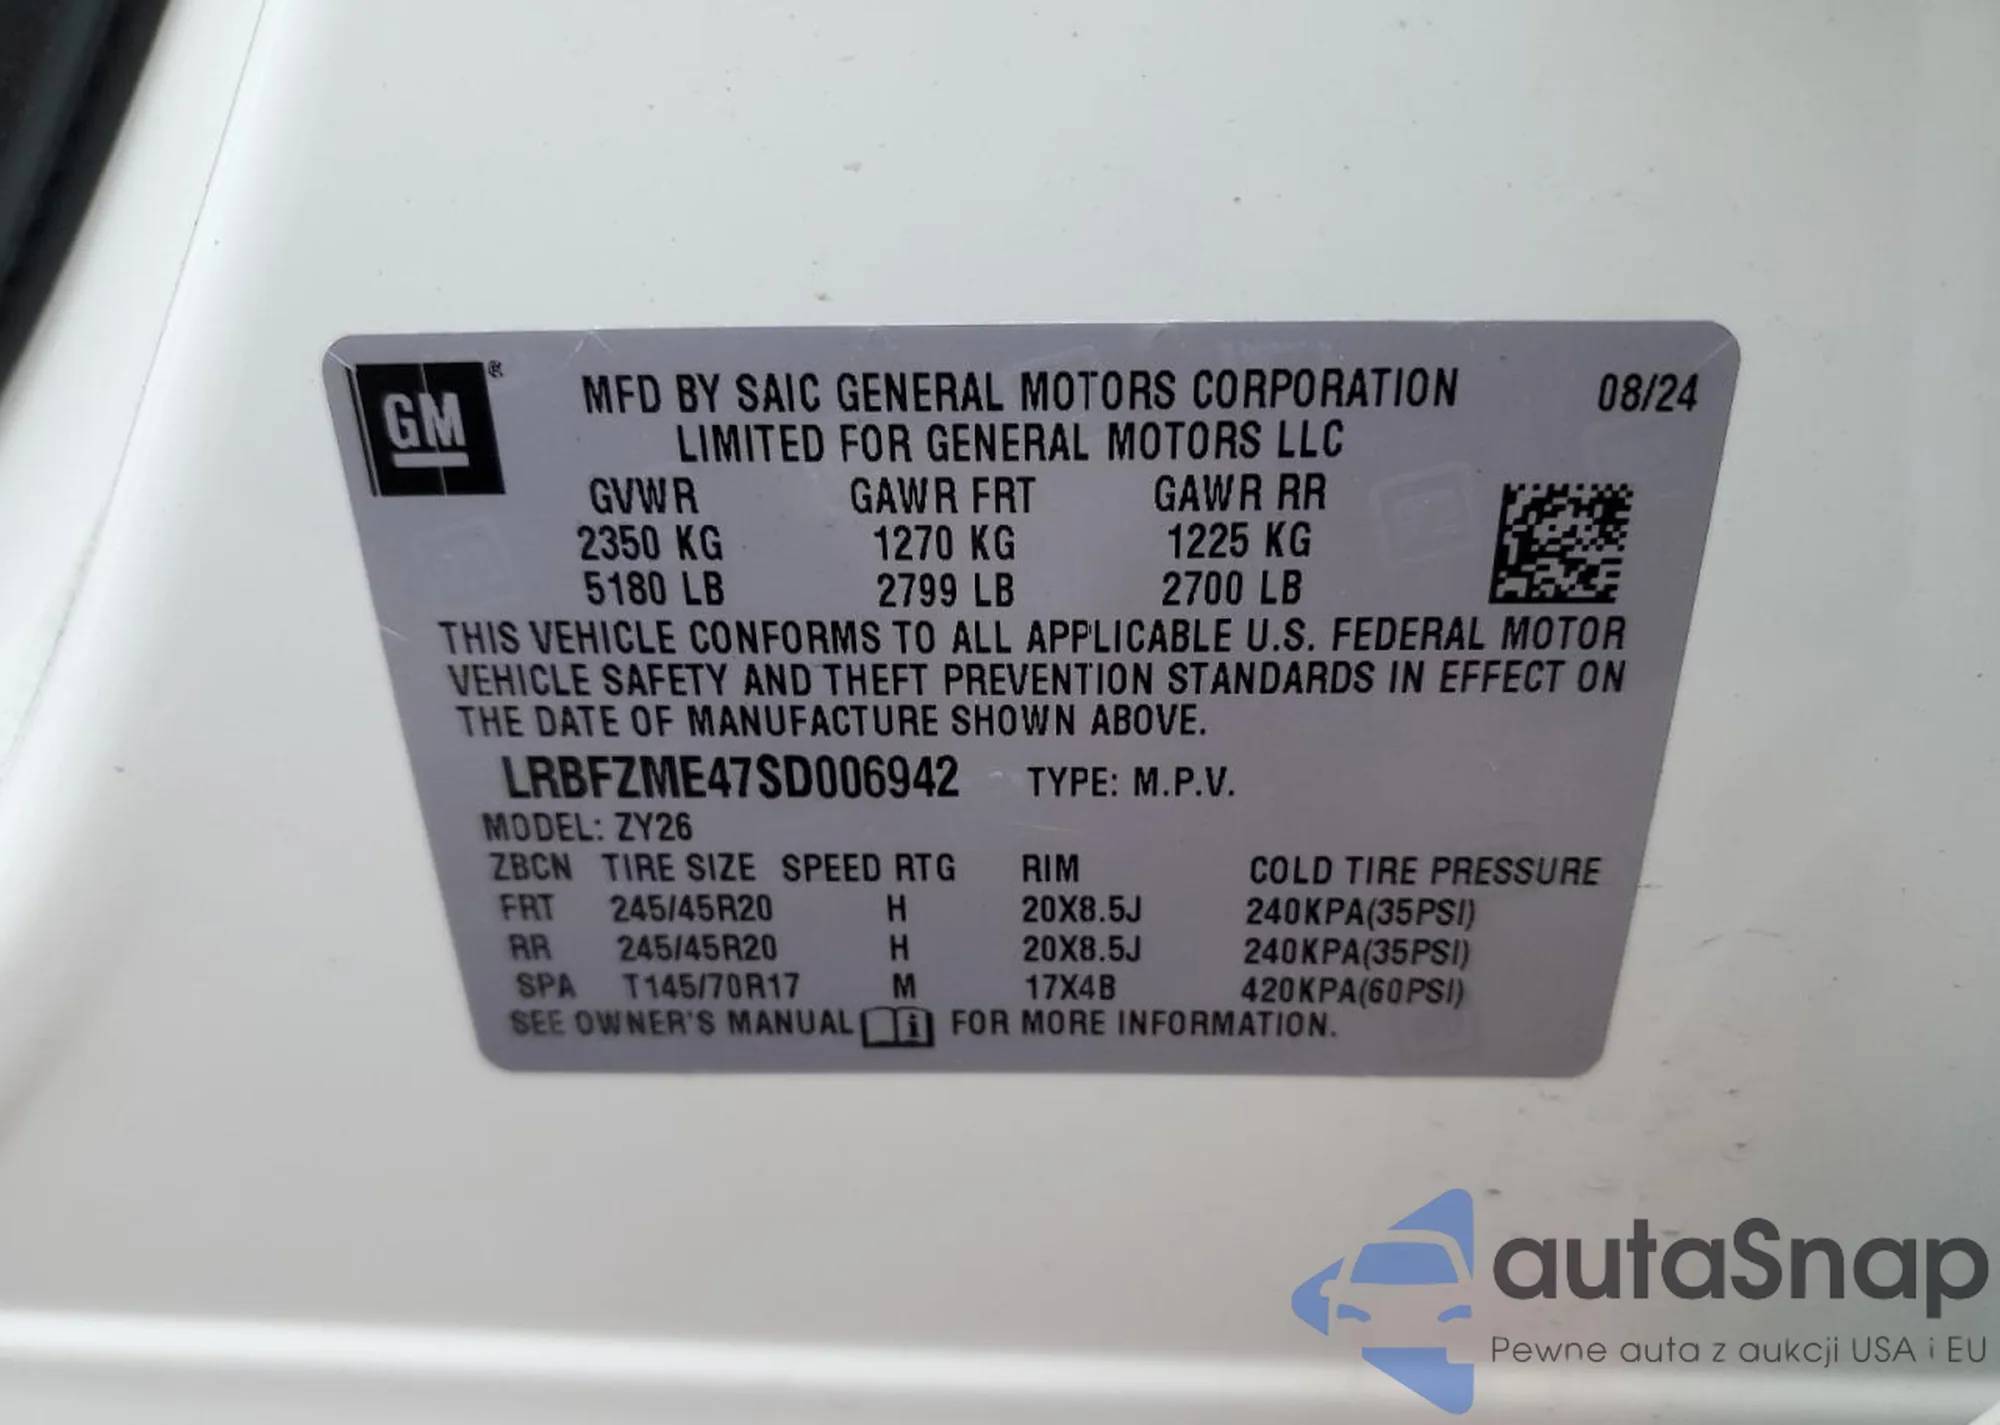 GM ®
MFD BY SAIC GENERAL MOTORS CORPORATION 08/24
LIMITED FOR GENERAL MOTORS LLC
GVWR GAWR FRT GAWR RR
2350 KG 1270 KG 1225 KG
5180 LB 2799 LB 2700 LB
THIS VEHICLE CONFORMS TO ALL APPLICABLE U.S. FEDERAL MOTOR
VEHICLE SAFETY AND THEFT PREVENTION STANDARDS IN EFFECT ON
THE DATE OF MANUFACTURE SHOWN ABOVE.
LRBFZME47SD006942 TYPE: M.P.V.
MODEL: ZY26
ZBCN TIRE SIZE SPEED RTG RIM COLD TIRE PRESSURE
FRT 245/45R20 H 20X8.5J 240KPA(35PSI)
RR 245/45R20 H 20X8.5J 240KPA(35PSI)
SPA T145/70R17 M 17X4B 420KPA(60PSI)
SEE OWNER'S MANUAL i FOR MORE INFORMATION.
autaSnap
Pewne auta z aukcji USA i EU